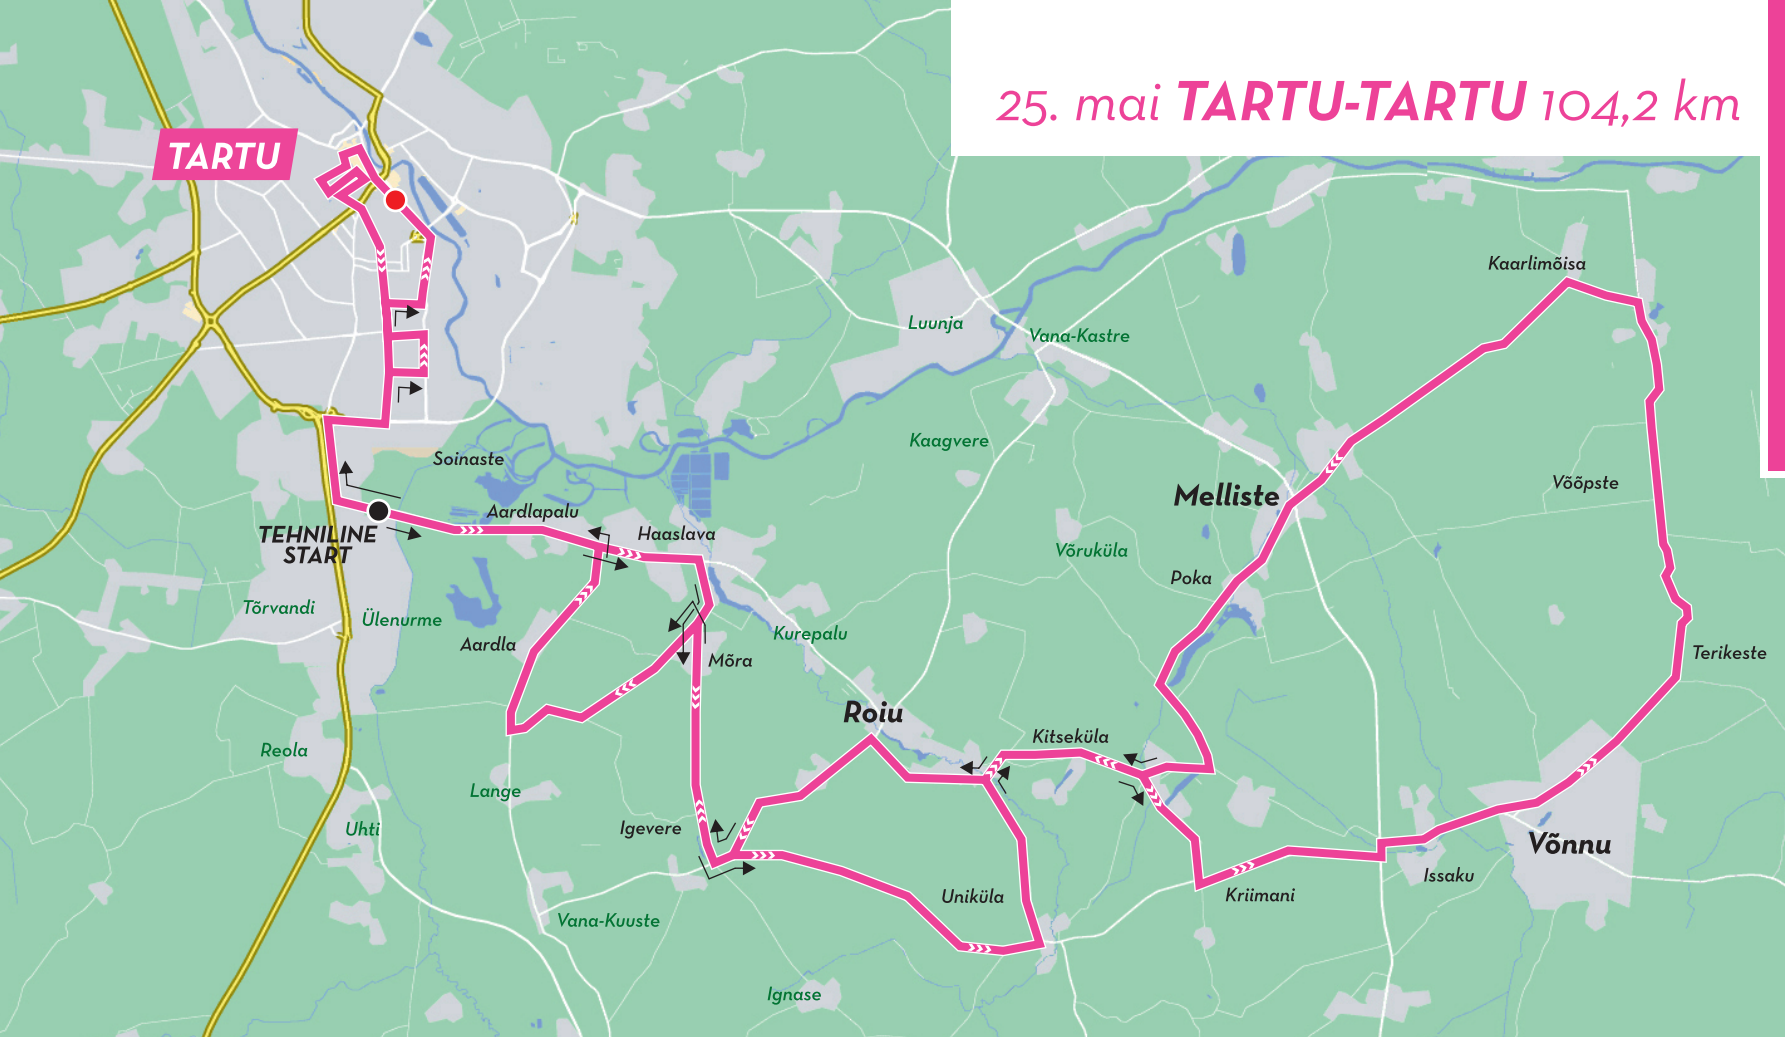 25. mai TARTU-TARTU 104,2 km
TARTU
Kaarlimõisa
Luunja
Vana-Kastre
Kaagvere
Soinaste
Melliste
Vööpste
Aardlapalu
TEHNILINE
START
Haaslava
Võruküla
Poka
Tõrvandi
Ülenurme
Kurepalu
Aardla
Mõra
Terikeste
Roiu
Kitseküla
Reola
Lange
Uhti
Igevere
Võnnu
Issaku
Uniküla
Kriimani
Vana-Kuuste
Ignase